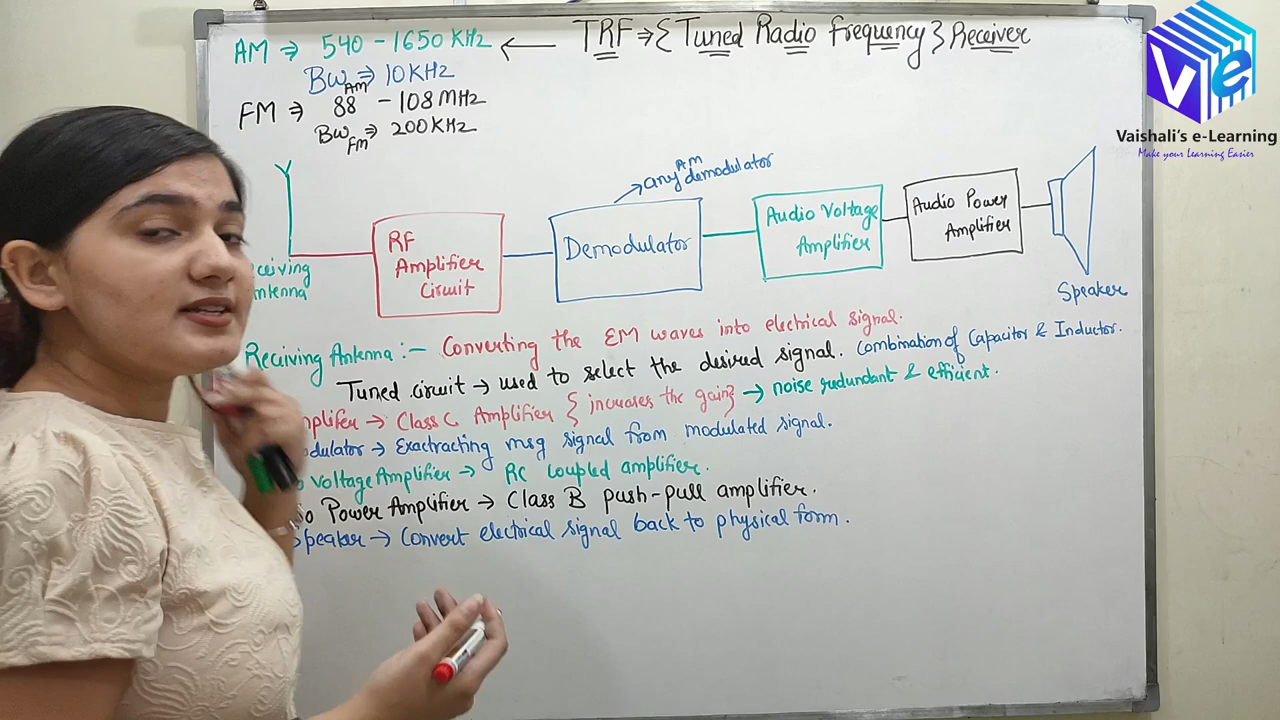 AM ⇒ 540 - 1650 KHz ← TRF ⇒ { Tuned Radio Frequency } Receiver
BW AM ⇒ 10 KHz
FM ⇒ 88 - 108 MHz
BW FM ⇒ 200 KHz
any AM demodulator
RF Amplifier Circuit
Demodulator
Audio Voltage Amplifier
Audio Power Amplifier
Speaker
Reciving Antenna :- Converting the EM waves into electrical signal.
Tuned circuit → used to select the desired signal. Combination of Capacitor & Inductor.
→ Class C Amplifier { increases the gain } → noise redundant & efficient.
→ Exactracting msg signal from modulated signal.
Voltage Amplifier → RC coupled amplifier.
Power Amplifier → Class B push-pull amplifier.
Speaker → Convert electrical signal back to physical form.
Ve
Vaishali's e-Learning
Make your Learning Easier